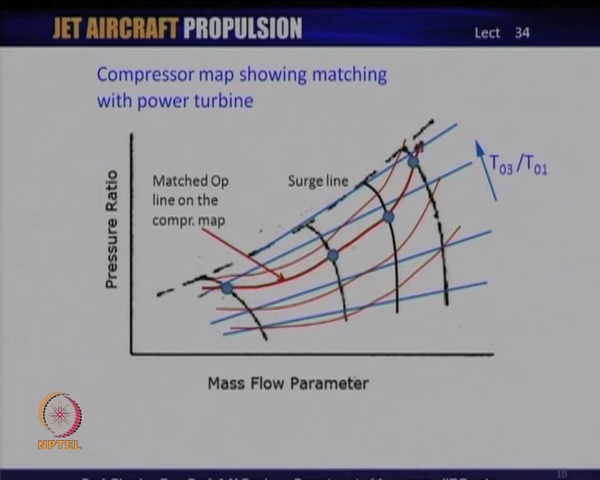 JET AIRCRAFT PROPULSION
Lect 34
Compressor map showing matching
with power turbine
Matched Op
line on the
compr. map
Surge line
T03/T01
Pressure Ratio
Mass Flow Parameter
NPTEL
10